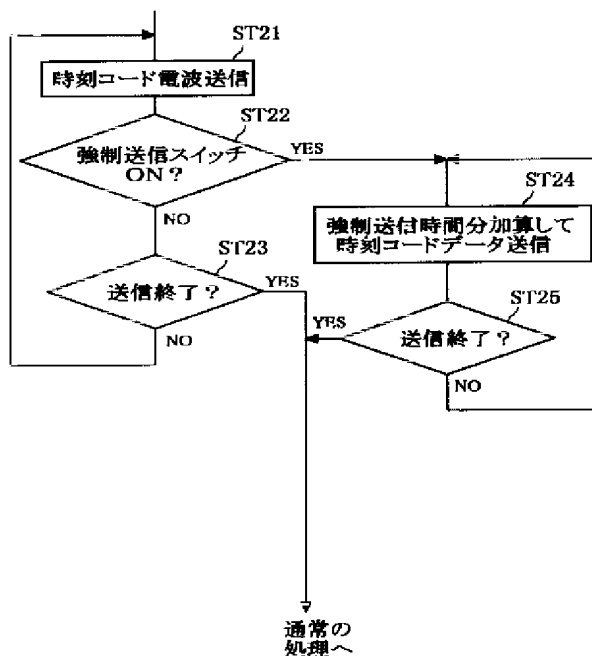 ST21
時刻コード電波送信
ST22
強制送信スイッチ
ON？
YES
NO
ST24
強制送信時間分加算して
時刻コードデータ送信
ST23
送信終了？
YES
NO
ST25
送信終了？
YES
NO
通常の
処理へ